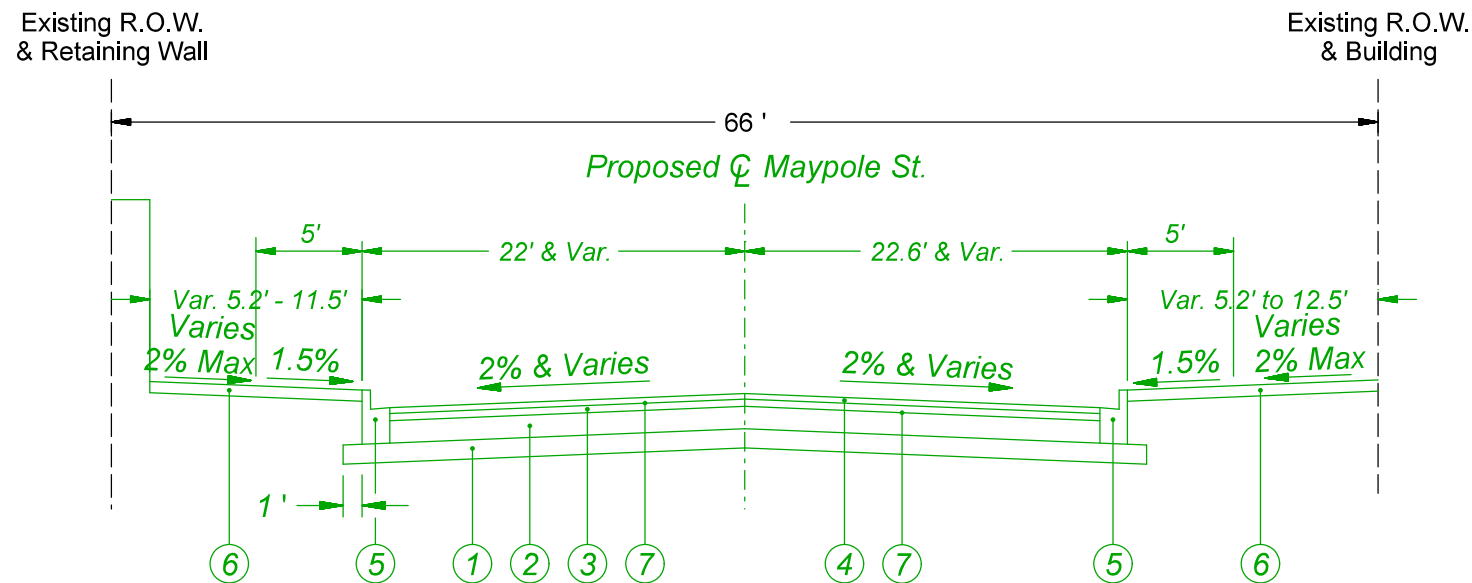 Existing R.O.W.
& Retaining Wall
Existing R.O.W.
& Building
66 '
Proposed ℄ Maypole St.
5'
22' & Var.
22.6' & Var.
5'
Var. 5.2' - 11.5'
Var. 5.2' to 12.5'
Varies
2% Max
1.5%
2% & Varies
2% & Varies
1.5%
Varies
2% Max
1 '
6
5
1
2
3
7
4
7
5
6